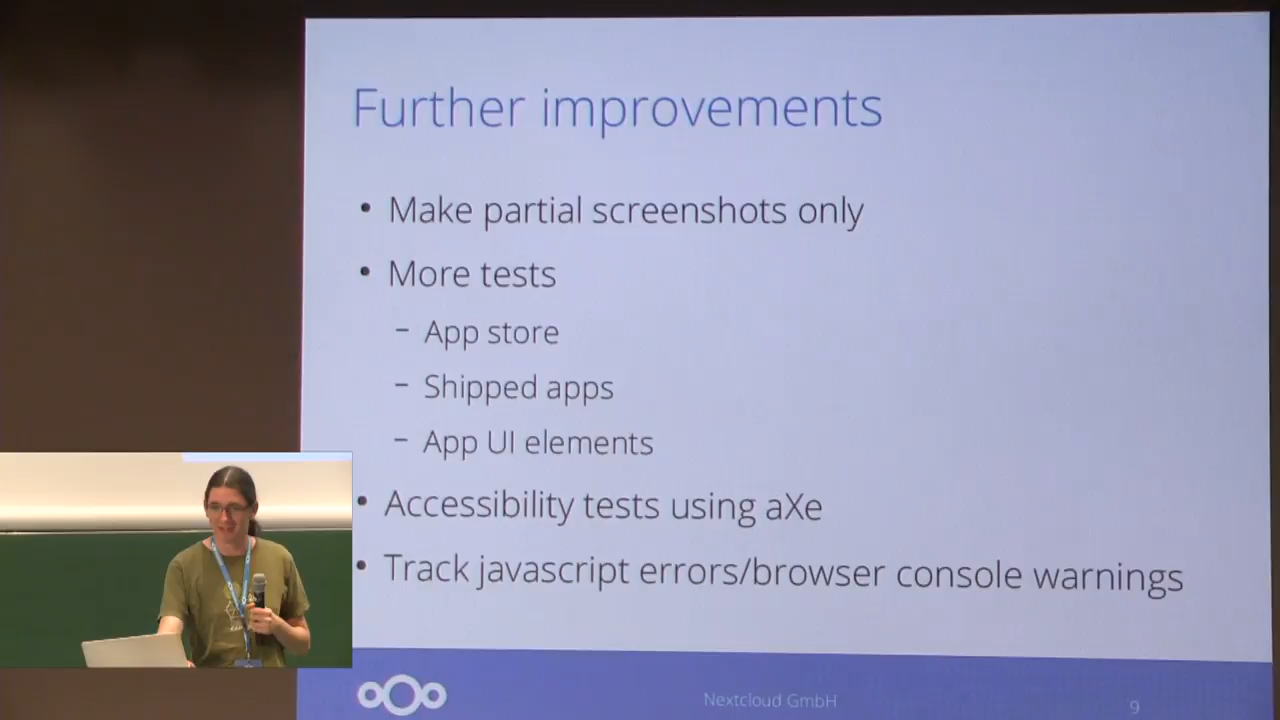 Further improvements
• Make partial screenshots only
• More tests
– App store
– Shipped apps
– App UI elements
• Accessibility tests using aXe
• Track javascript errors/browser console warnings
Nextcloud GmbH
9